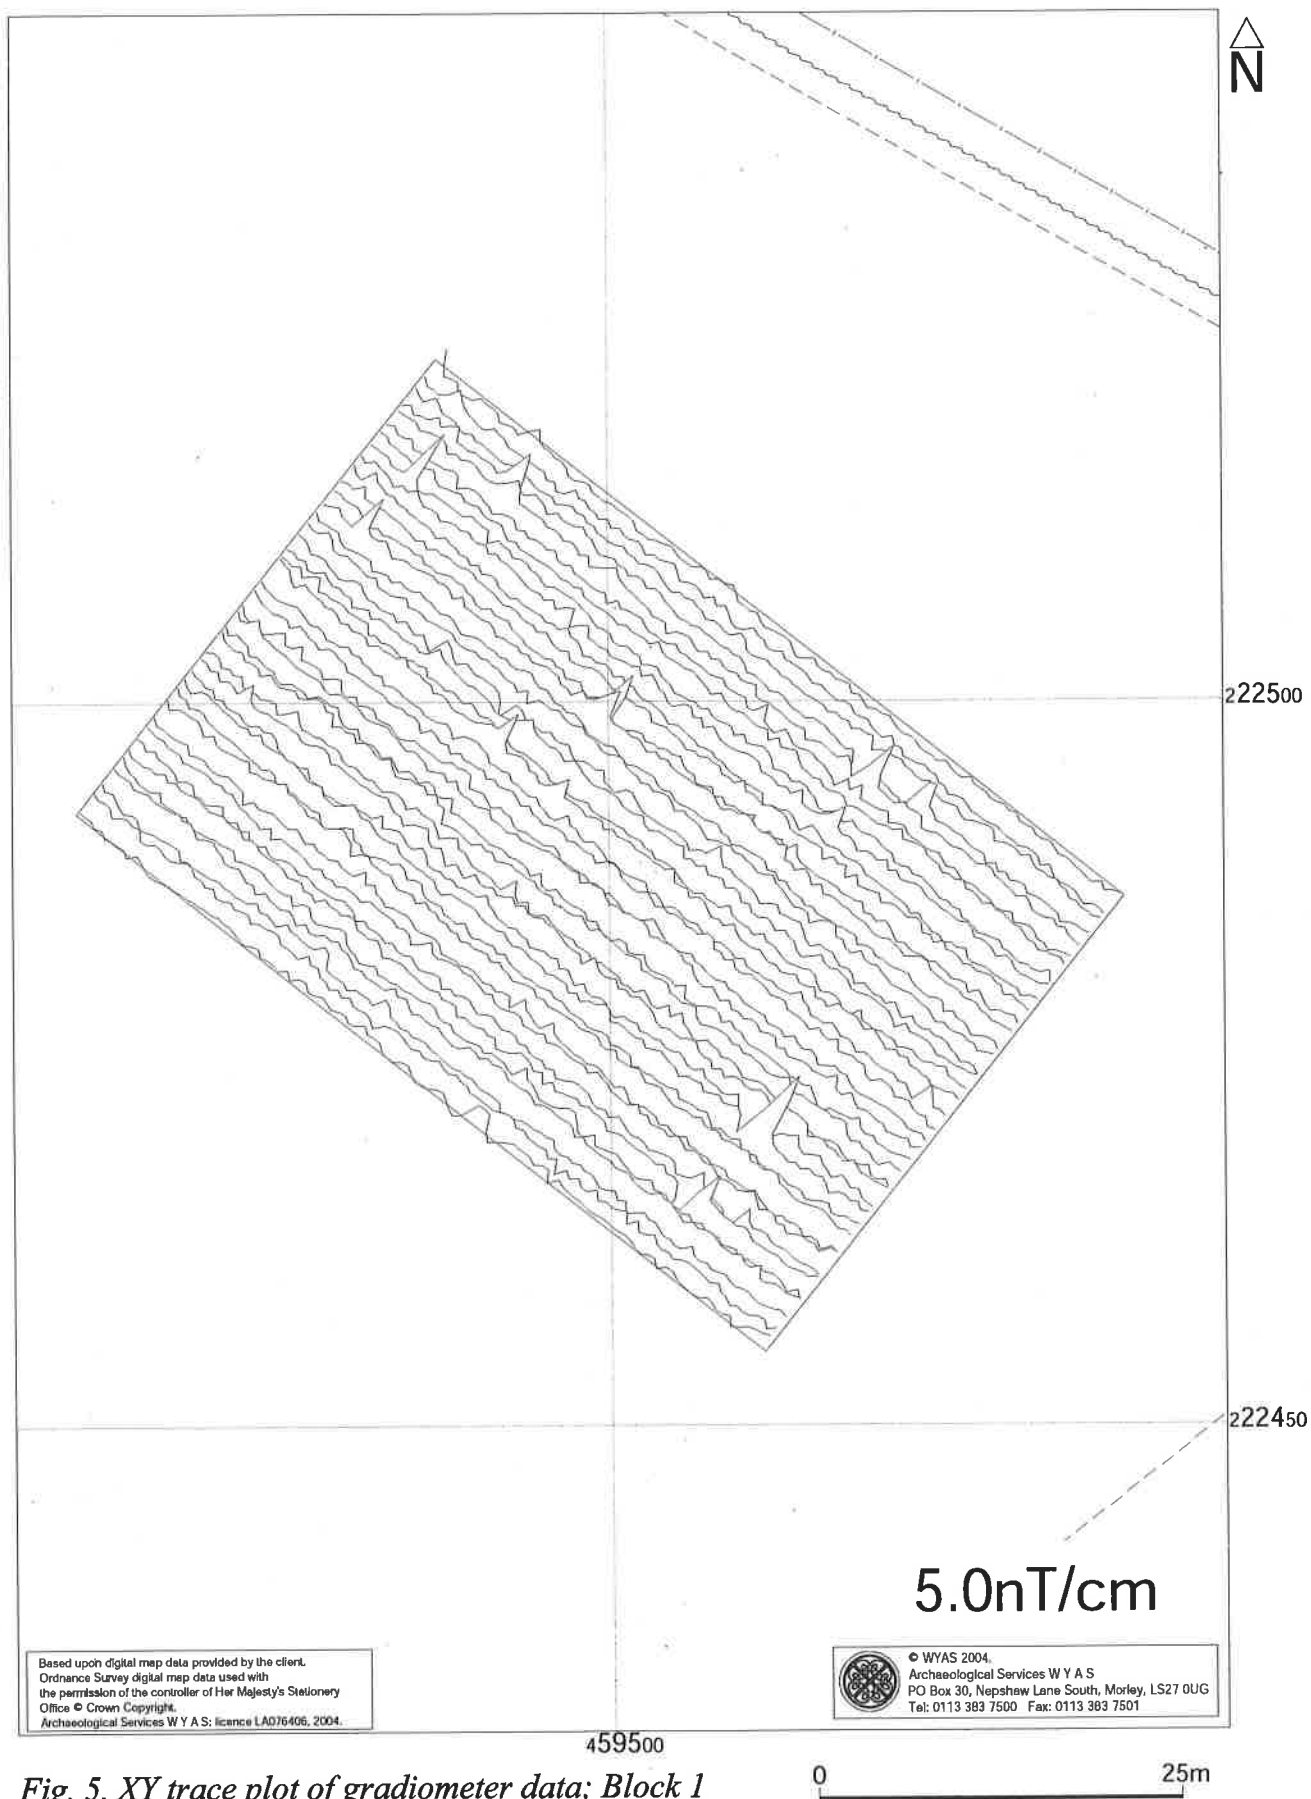 N
222500
222450
5.0nT/cm
Based upon digital map data provided by the client.
Ordnance Survey digital map data used with
the permission of the controller of Her Majesty's Stationery
Office © Crown Copyright.
Archaeological Services W Y A S: licence LA076406, 2004.
© WYAS 2004.
Archaeological Services W Y A S
PO Box 30, Nepshaw Lane South, Morley, LS27 0UG
Tel: 0113 383 7500 Fax: 0113 383 7501
459500
Fig. 5. XY trace plot of gradiometer data; Block 1
0 25m